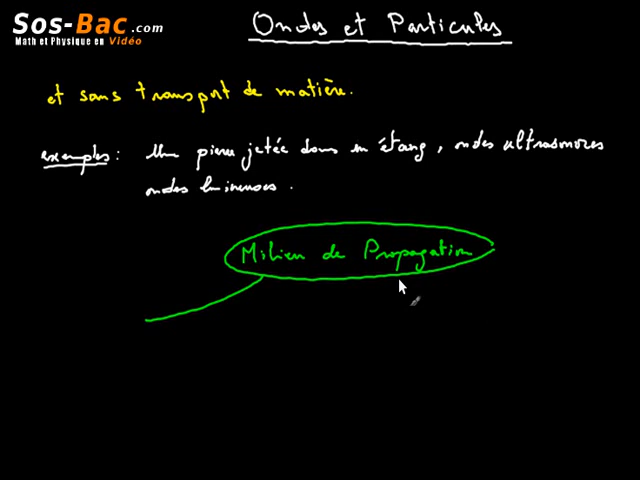 Sos-Bac.com
Math et Physique en Vidéo
Ondes et Particules
et sans transport de matière.
exemples : Une pierre jetée dans un étang, ondes ultrasonores
ondes lumineuses.
Milieu de Propagation